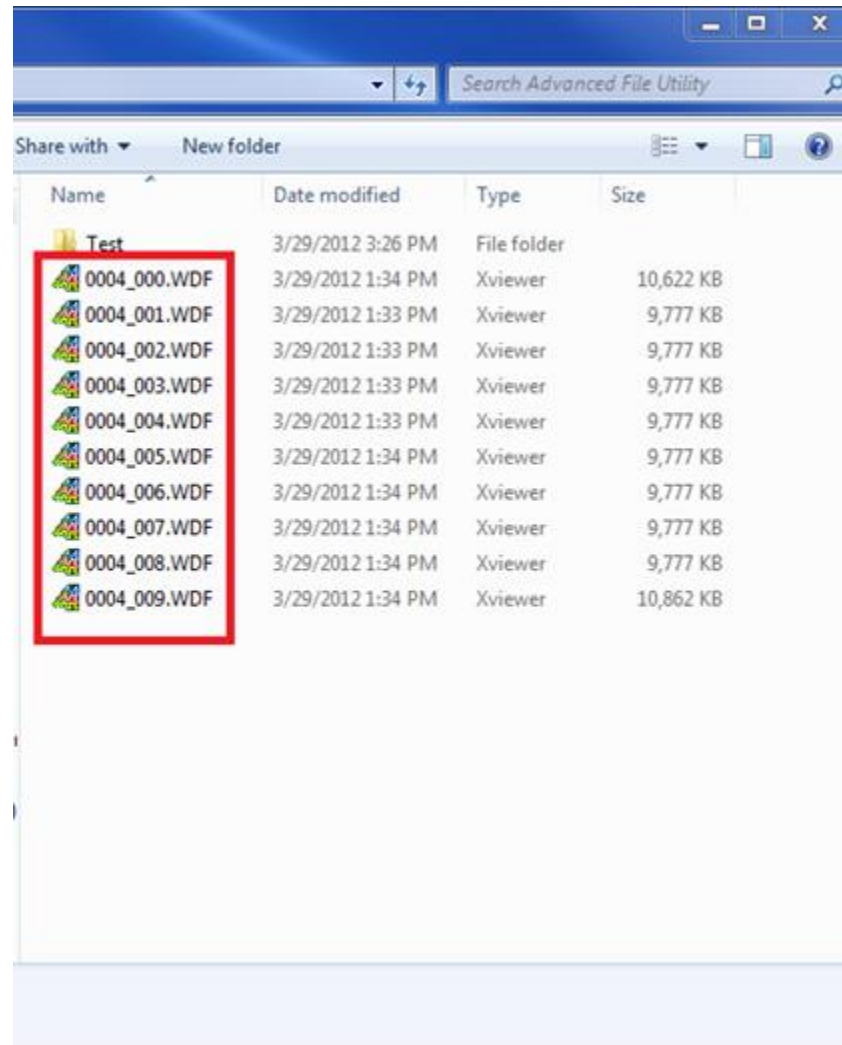 Search Advanced File Utility
Share with New folder
Name Date modified Type Size
Test 3/29/2012 3:26 PM File folder
0004_000.WDF 3/29/2012 1:34 PM Xviewer 10,622 KB
0004_001.WDF 3/29/2012 1:33 PM Xviewer 9,777 KB
0004_002.WDF 3/29/2012 1:33 PM Xviewer 9,777 KB
0004_003.WDF 3/29/2012 1:33 PM Xviewer 9,777 KB
0004_004.WDF 3/29/2012 1:33 PM Xviewer 9,777 KB
0004_005.WDF 3/29/2012 1:34 PM Xviewer 9,777 KB
0004_006.WDF 3/29/2012 1:34 PM Xviewer 9,777 KB
0004_007.WDF 3/29/2012 1:34 PM Xviewer 9,777 KB
0004_008.WDF 3/29/2012 1:34 PM Xviewer 9,777 KB
0004_009.WDF 3/29/2012 1:34 PM Xviewer 10,862 KB